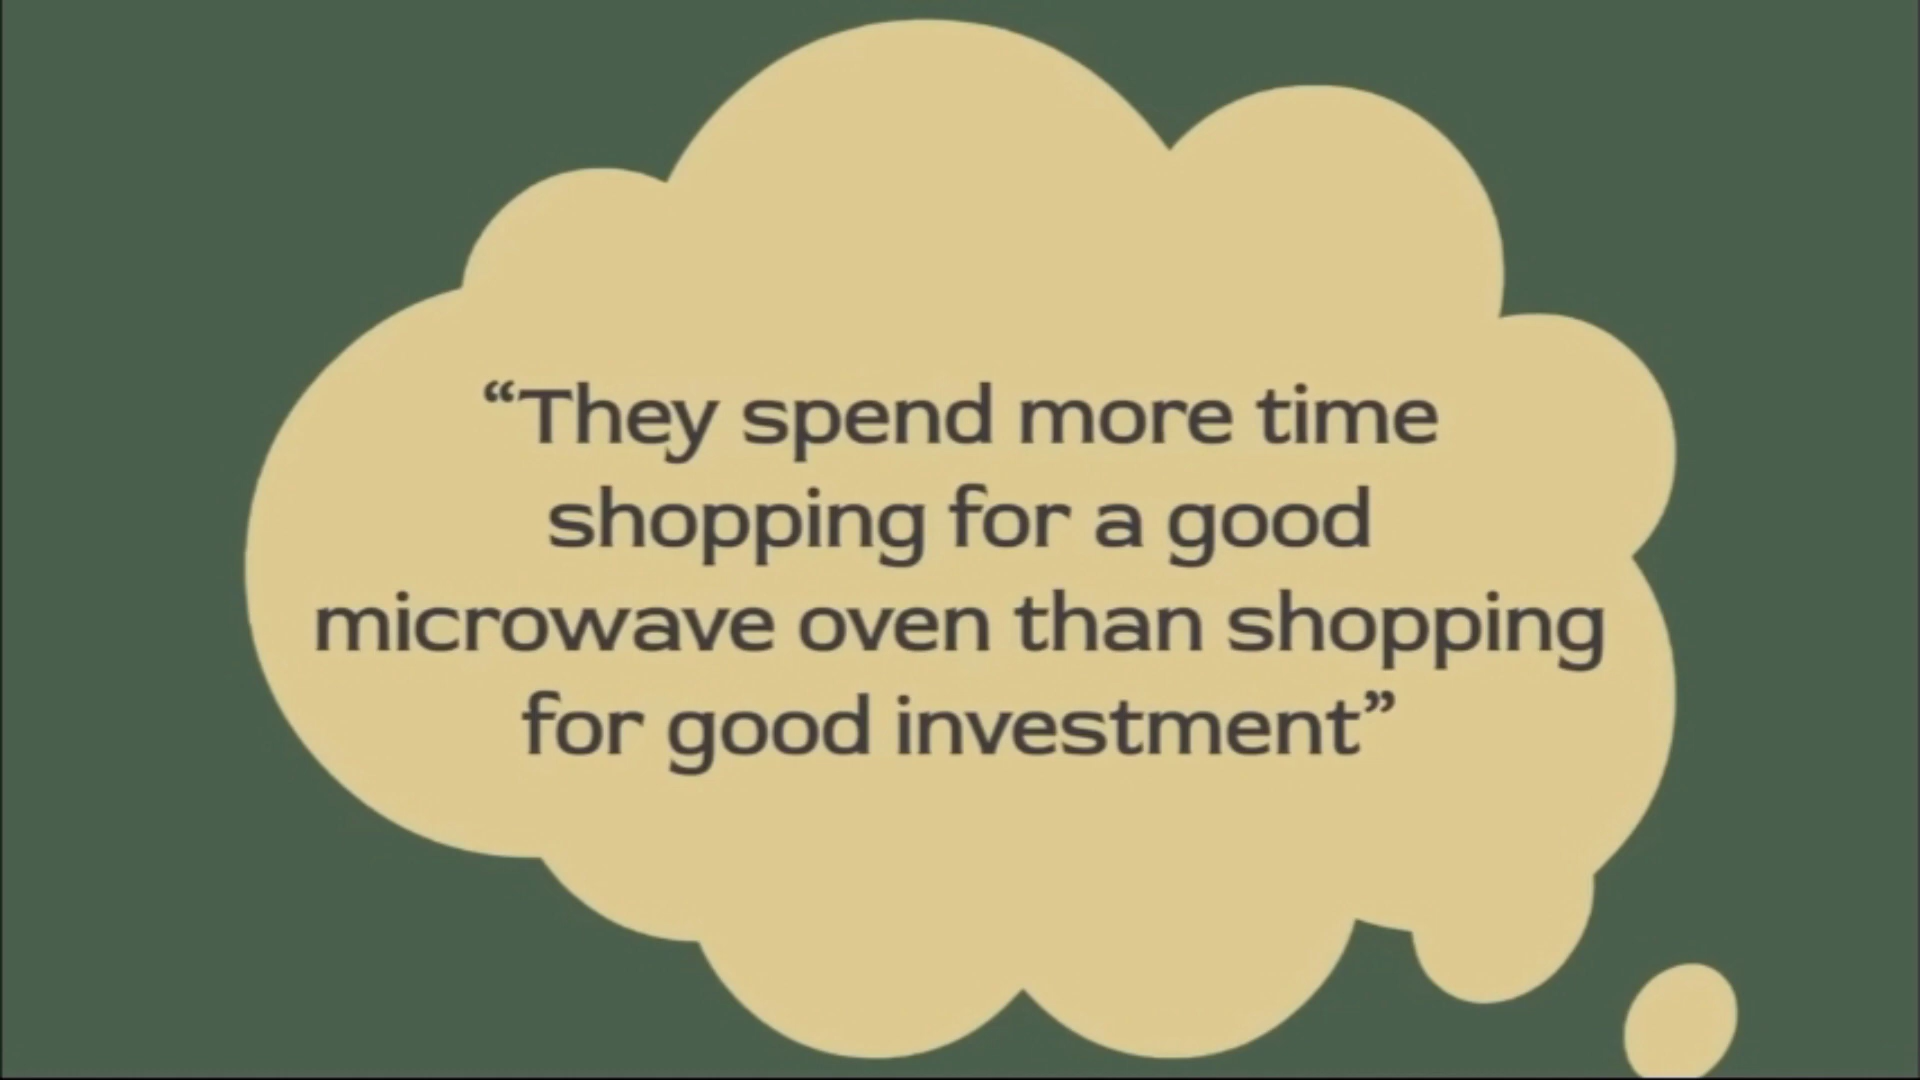 “They spend more time
shopping for a good
microwave oven than shopping
for good investment”